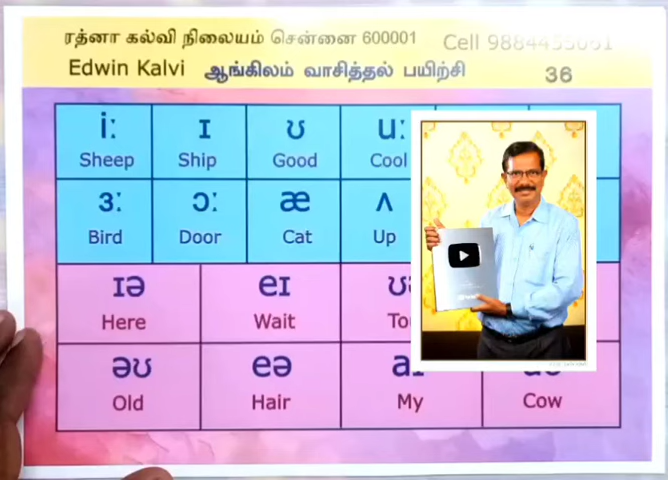 ரத்னா கல்வி நிலையம் சென்னை 600001 Cell
Edwin Kalvi ஆங்கிலம் வாசித்தல் பயிற்சி 36
iː ɪ ʊ uː
Sheep Ship Good Cool
ɜː ɔː æ ʌ
Bird Door Cat Up
ɪə eɪ
Here Wait
əʊ eə
Old Hair My Cow